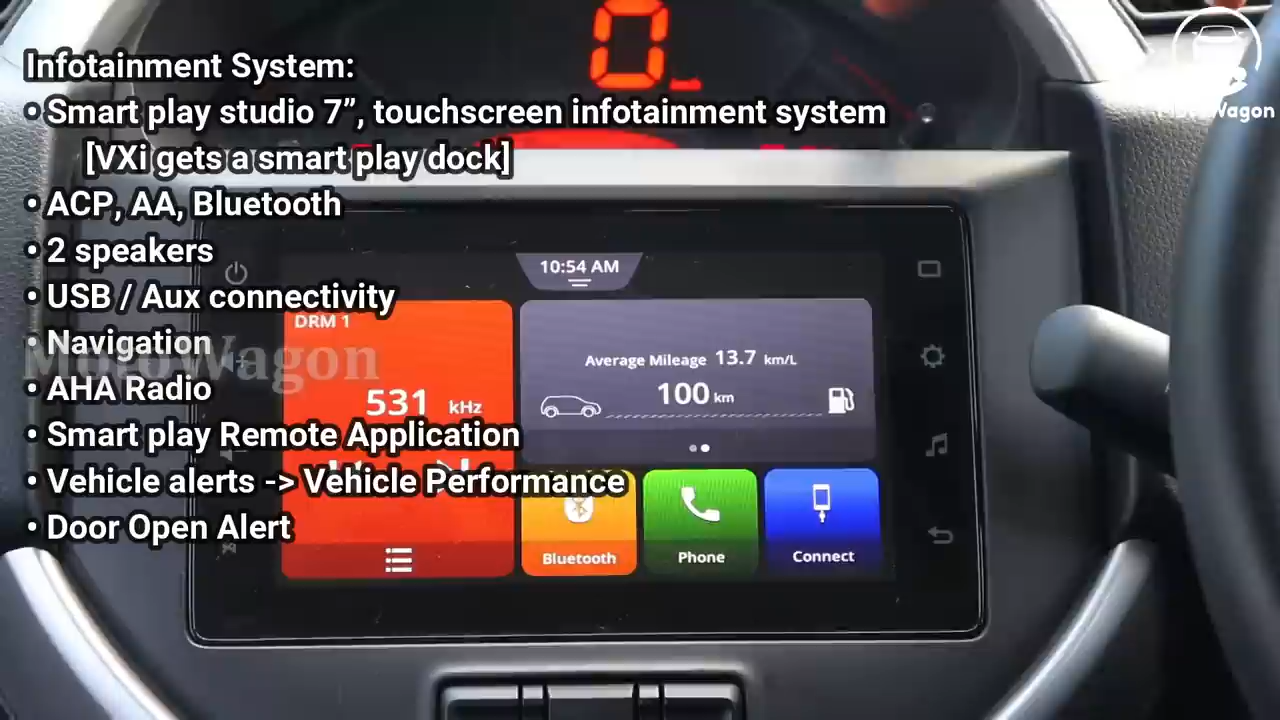 0
Infotainment System:
• Smart play studio 7”, touchscreen infotainment system
[VXi gets a smart play dock]
• ACP, AA, Bluetooth
• 2 speakers
• USB / Aux connectivity
• Navigation
• AHA Radio
• Smart play Remote Application
• Vehicle alerts -> Vehicle Performance
• Door Open Alert
MotoWagon
MotoWagon
10:54 AM
DRM 1
531 kHz
Average Mileage 13.7 km/L
100 km
Bluetooth
Phone
Connect